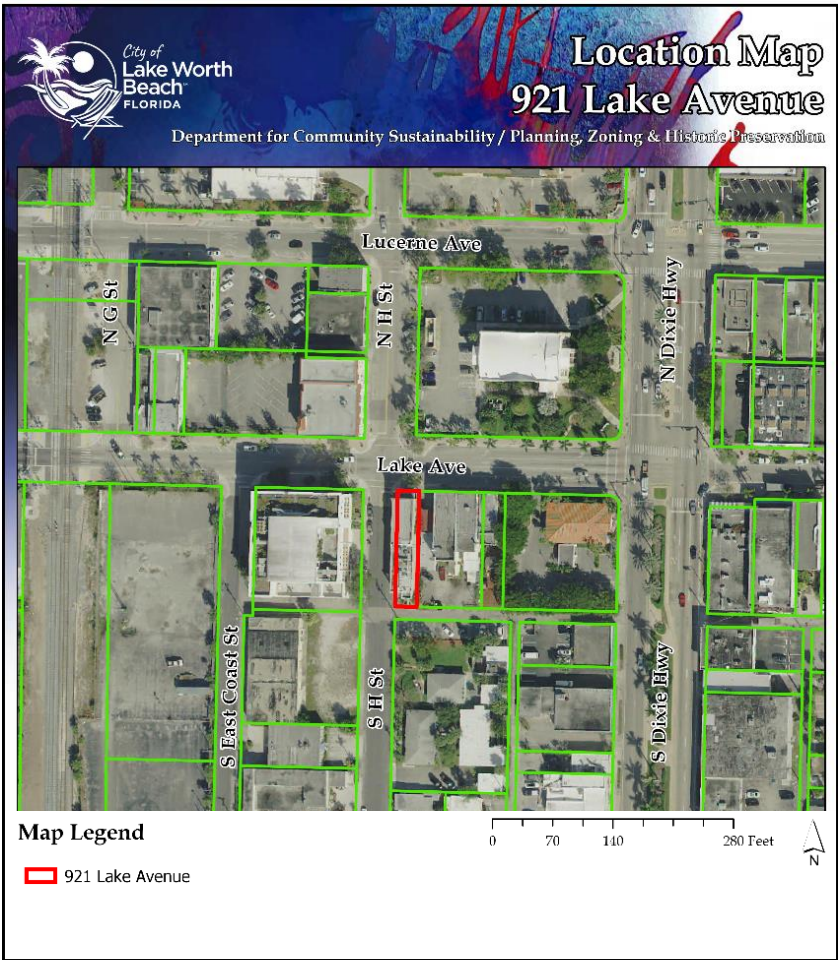 City of
Lake Worth
Beach™
FLORIDA
Location Map
921 Lake Avenue
Department for Community Sustainability / Planning, Zoning & Historic Preservation
Lucerne Ave
N G St
N H St
N Dixie Hwy
Lake Ave
S East Coast St
S H St
S Dixie Hwy
Map Legend
0 70 140 280 Feet
N
921 Lake Avenue